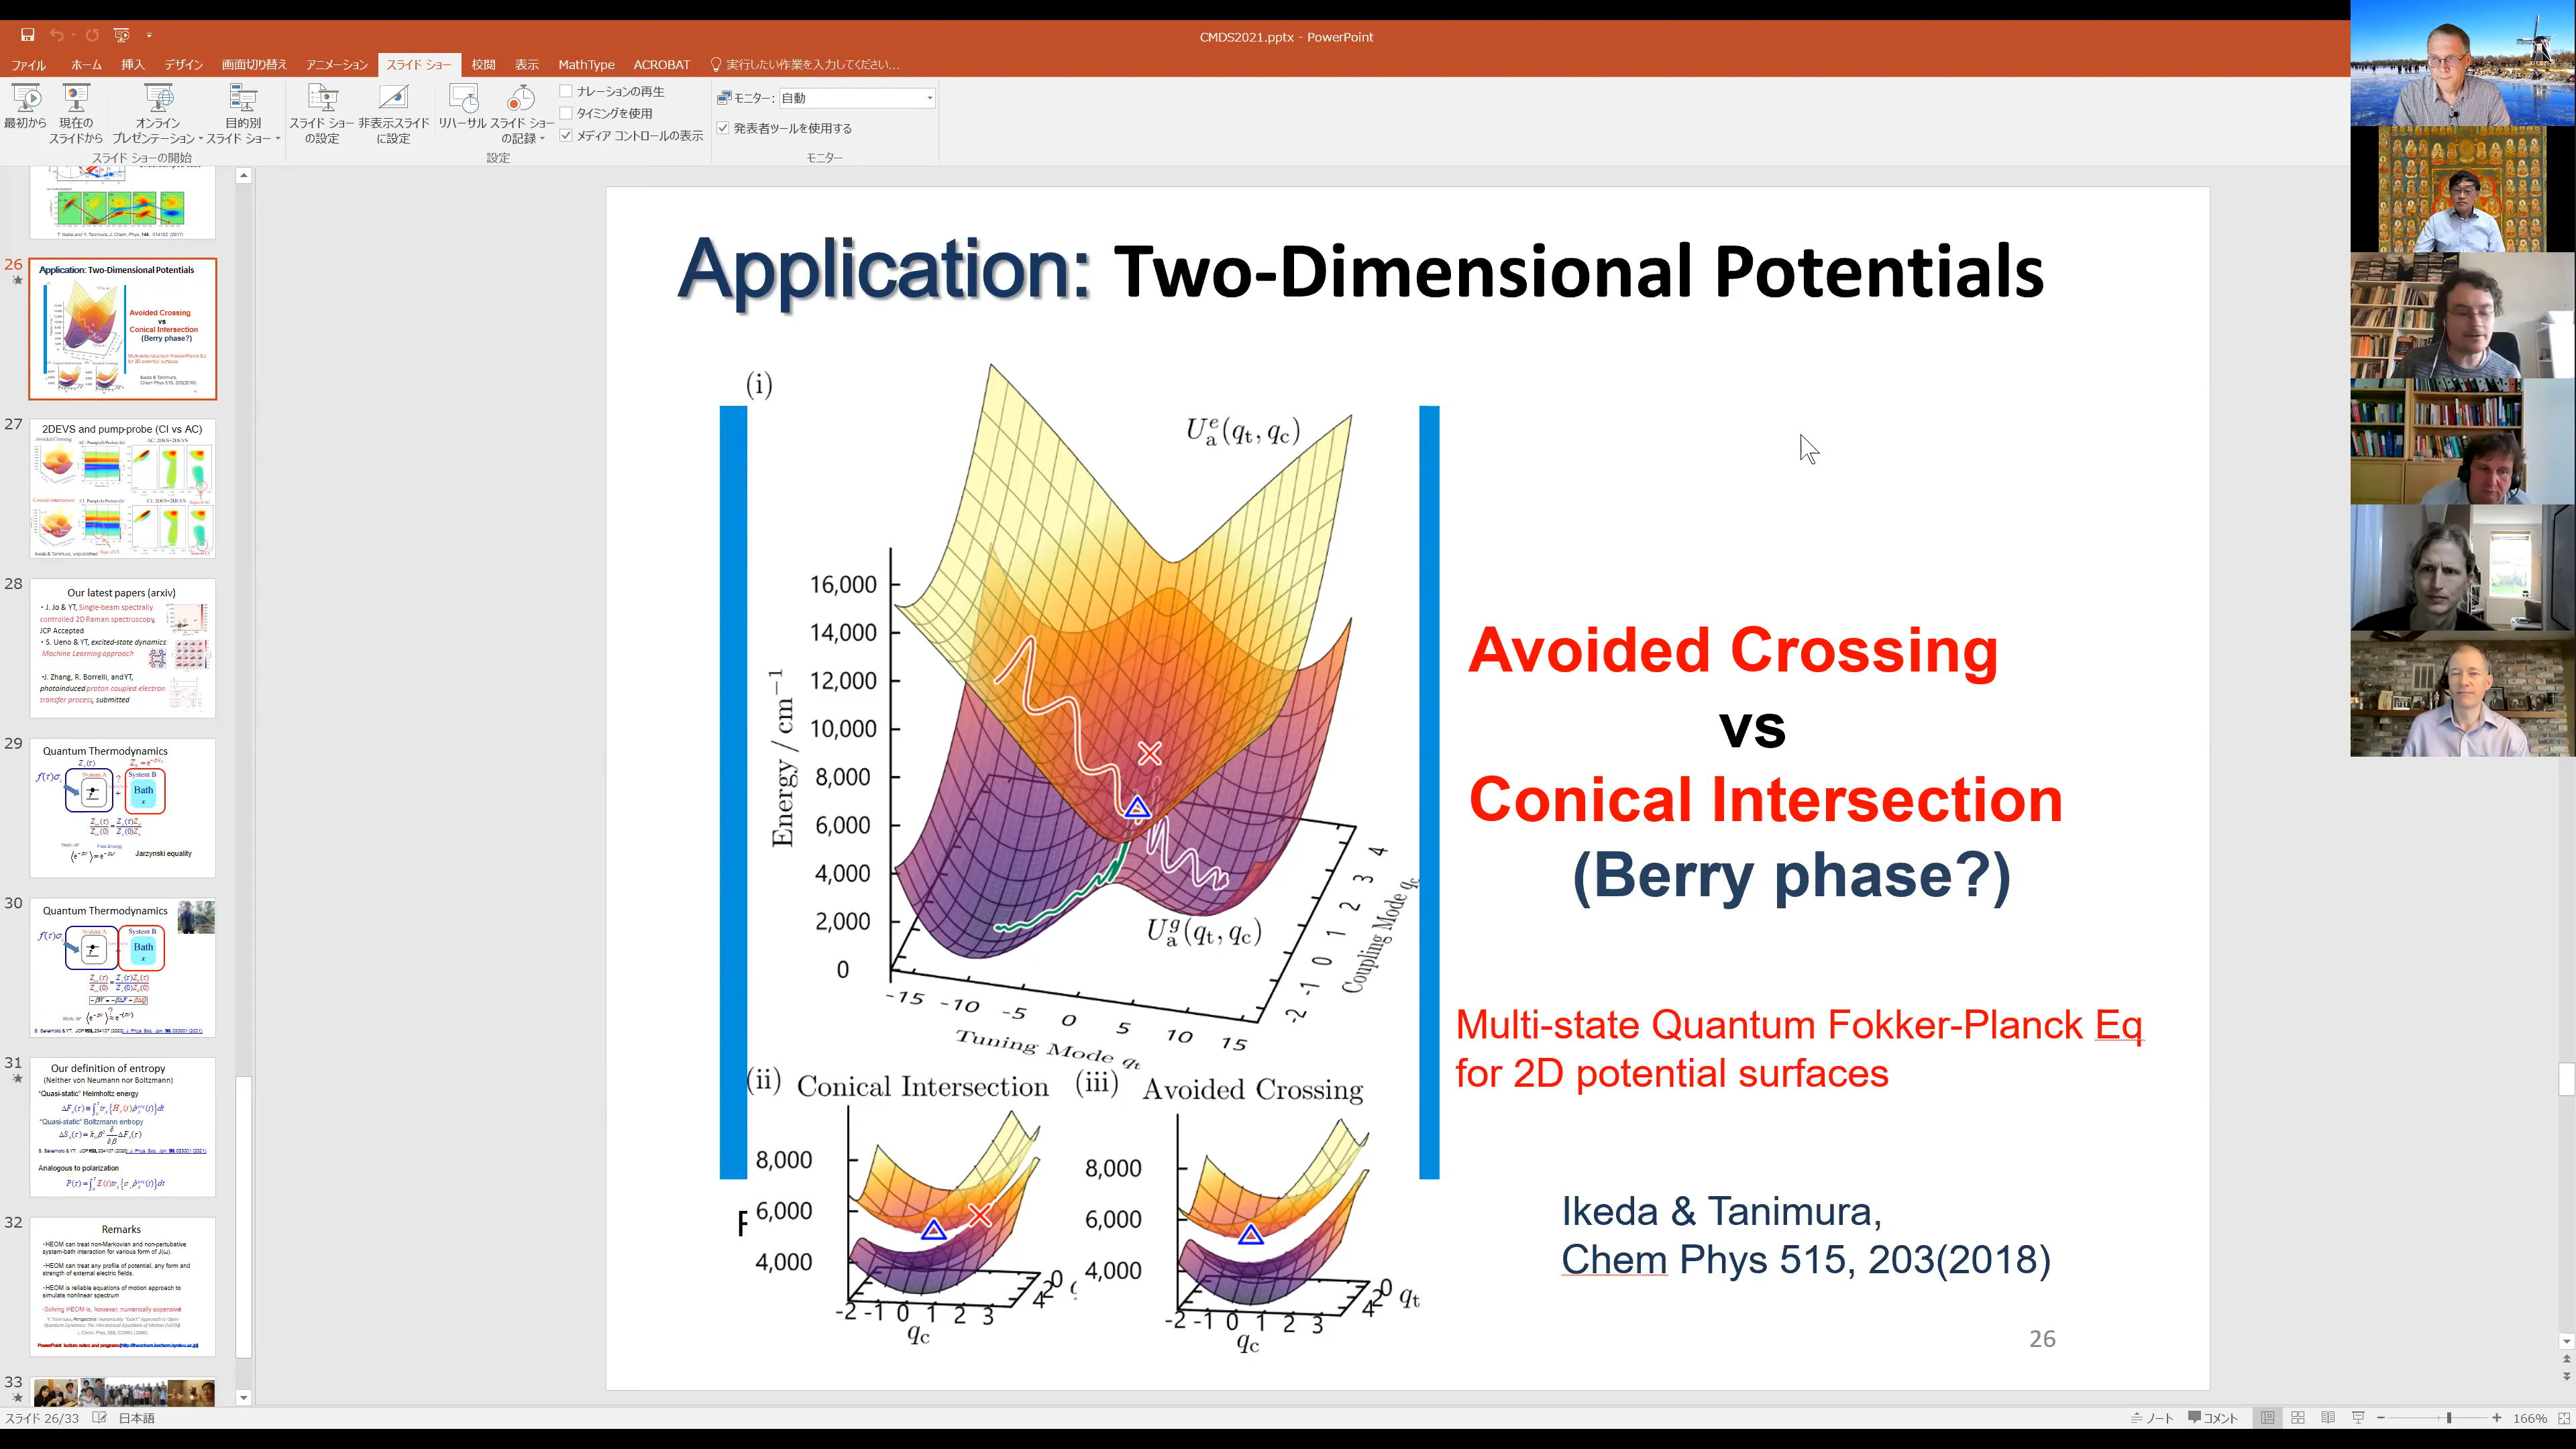 CMDS2021.pptx - PowerPoint
ファイル ホーム 挿入 デザイン 画面切り替え アニメーション スライド ショー 校閲 表示 MathType ACROBAT 実行したい作業を入力してください...
最初から
現在の
スライドから
オンライン
プレゼンテーション
目的別
スライド ショー
スライド ショー
の設定
非表示スライド
に設定
リハーサル
スライド ショー
の記録
ナレーションの再生
タイミングを使用
メディア コントロールの表示
モニター: 自動
発表者ツールを使用する
スライド ショーの開始
設定
モニター
26
Application: Two-Dimensional Potentials
Avoided Crossing
vs
Conical Intersection
(Berry phase?)
Multi-state Quantum Fokker-Planck Eq
for 2D potential surfaces
Ikeda & Tanimura,
Chem Phys 515, 203(2018)
27
2DEVS and pump-probe (CI vs AC)
Avoided Crossing
Conical Intersection
Ikeda & Tanimura, unpublished
28
Our latest papers (arxiv)
・J. Jo & YT, Single-beam spectrally
controlled 2D Raman spectroscopy,
JCP Accepted
・S. Ueno & YT, excited-state dynamics
Machine Learning approach
・J. Zhang, R. Borrelli, and YT,
photoinduced proton coupled electron
transfer process, submitted
29
Quantum Thermodynamics
System A
System B
Bath
x
Jarzynski equality
30
Quantum Thermodynamics
System A
System B
Bath
x
31
Our definition of entropy
(Neither von Neumann nor Boltzmann)
"Quasi-static" Helmholtz energy
"Quasi-static" Boltzmann entropy
Analogous to polarization
32
Remarks
・HEOM can treat non-Markovian and non-pertubative
system-bath interaction for various form of J(ω).
・HEOM can treat any profile of potential, any form and
strength of external electric fields.
・HEOM is reliable equations of motion approach to
simulate nonlinear spectrum
・Solving HEOM is, however, numerically expensive
33
Application: Two-Dimensional Potentials
(i)
U_a^e(q_t, q_c)
16,000
14,000
12,000
10,000
8,000
6,000
4,000
2,000
0
Energy / cm⁻¹
-15 -10 -5 0 5 10 15
Tuning Mode q_t
-2 -1 0 1 2 3 4
Coupling Mode q_c
U_a^g(q_t, q_c)
(ii) Conical Intersection
8,000
6,000
4,000
-2 -1 0 1 2 3
q_c
4 2 0
(iii) Avoided Crossing
8,000
6,000
4,000
-2 -1 0 1 2 3
q_c
4 2 0 q_t
F
Avoided Crossing
vs
Conical Intersection
(Berry phase?)
Multi-state Quantum Fokker-Planck Eq
for 2D potential surfaces
Ikeda & Tanimura,
Chem Phys 515, 203(2018)
26
スライド 26/33 日本語
ノート コメント 166%